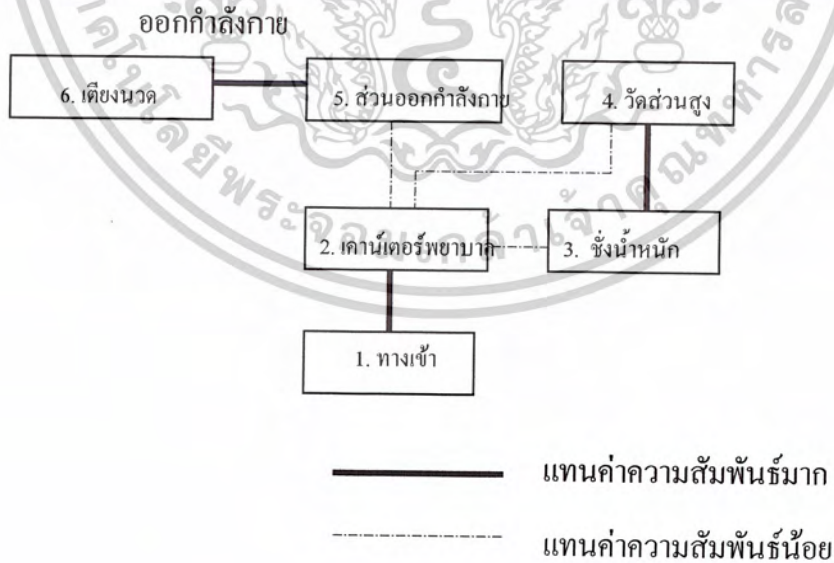 ออกกำลังกาย
6. เตียงนวด
5. ส่วนออกกำลังกาย
4. วัดส่วนสูง
2. เคาน์เตอร์พยาบาล
3. ชั่งน้ำหนัก
1. ทางเข้า
แทนค่าความสัมพันธ์มาก
แทนค่าความสัมพันธ์น้อย